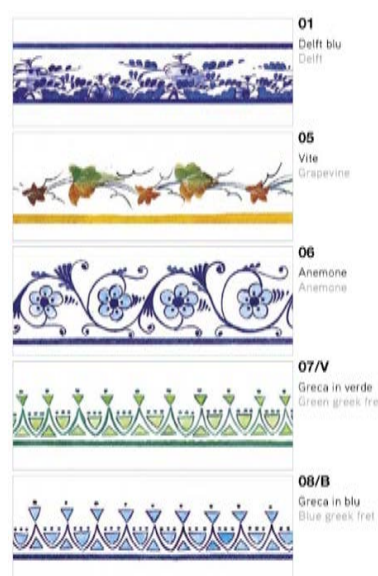 01
Delft blu
Delft
05
Vite
Grapevine
06
Anemone
Anemone
07/V
Greca in verde
Green greek fre
08/B
Greca in blu
Blue greek fret